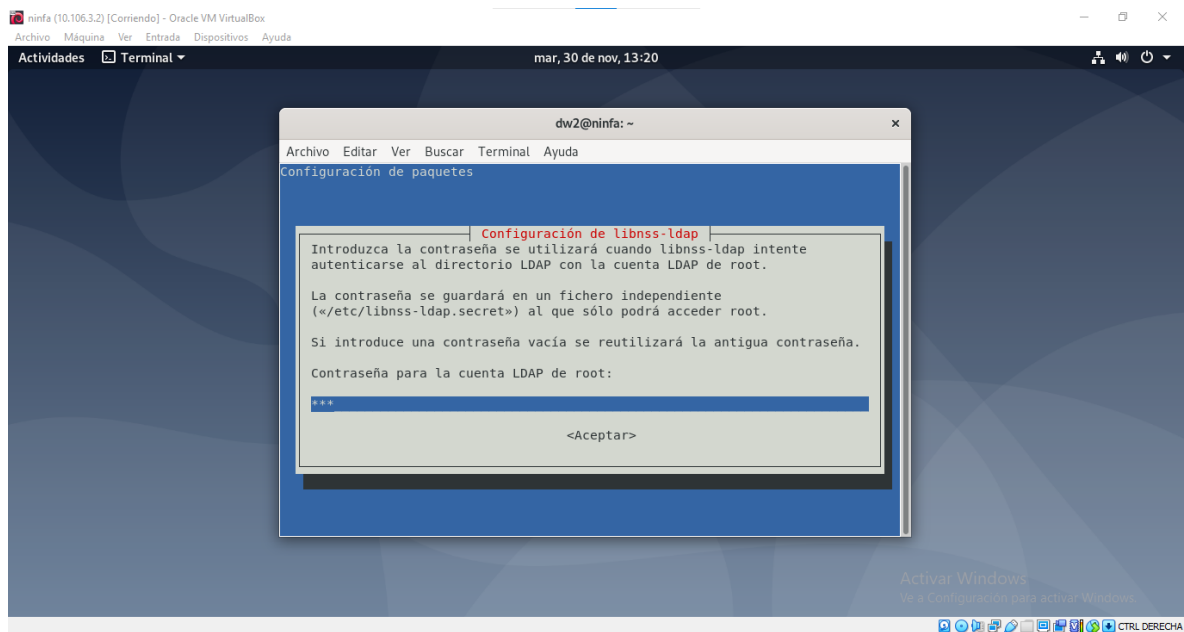 ninfa (10.106.3.2) [Corriendo] - Oracle VM VirtualBox
Archivo Máquina Ver Entrada Dispositivos Ayuda
Actividades Terminal mar, 30 de nov, 13:20
dw2@ninfa: ~
Archivo Editar Ver Buscar Terminal Ayuda
Configuración de paquetes
Configuración de libnss-ldap
Introduzca la contraseña se utilizará cuando libnss-ldap intente
autenticarse al directorio LDAP con la cuenta LDAP de root.
La contraseña se guardará en un fichero independiente
(«/etc/libnss-ldap.secret») al que sólo podrá acceder root.
Si introduce una contraseña vacía se reutilizará la antigua contraseña.
Contraseña para la cuenta LDAP de root:
***
<Aceptar>
Activar Windows
Ve a Configuración para activar Windows.
CTRL DERECHA